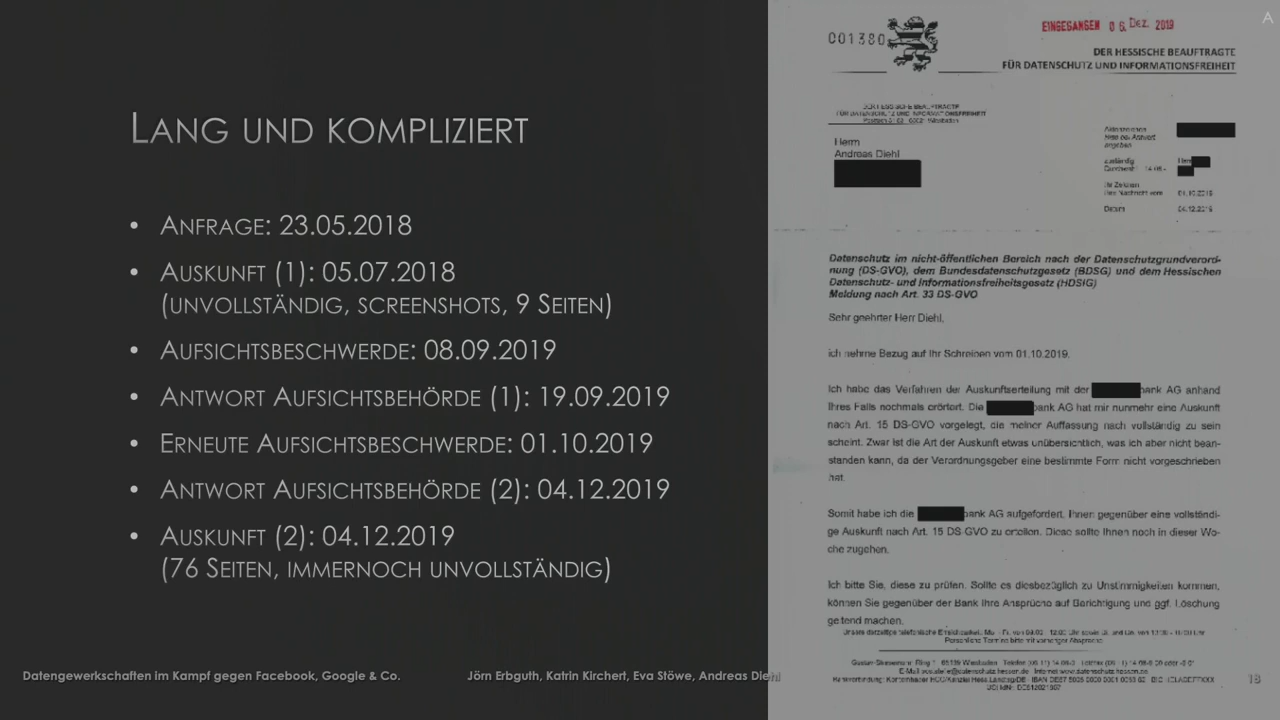 LANG UND KOMPLIZIERT
• ANFRAGE: 23.05.2018
• AUSKUNFT (1): 05.07.2018
(UNVOLLSTÄNDIG, SCREENSHOTS, 9 SEITEN)
• AUFSICHTSBESCHWERDE: 08.09.2019
• ANTWORT AUFSICHTSBEHÖRDE (1): 19.09.2019
• ERNEUTE AUFSICHTSBESCHWERDE: 01.10.2019
• ANTWORT AUFSICHTSBEHÖRDE (2): 04.12.2019
• AUSKUNFT (2): 04.12.2019
(76 SEITEN, IMMERNOCH UNVOLLSTÄNDIG)
Datengewerkschaften im Kampf gegen Facebook, Google & Co.
Jörn Erbguth, Katrin Kirchert, Eva Stöwe, Andreas Diehl
A
EINGEGANGEN 06. Dez. 2019
001380
DER HESSISCHE BEAUFTRAGTE
FÜR DATENSCHUTZ UND INFORMATIONSFREIHEIT
Herrn
Andreas Diehl
Datum
Datenschutz im nicht-öffentlichen Bereich nach der Datenschutzgrundverord-
nung (DS-GVO), dem Bundesdatenschutzgesetz (BDSG) und dem Hessischen
Datenschutz- und Informationsfreiheitsgesetz (HDSIG)
Meldung nach Art. 33 DS-GVO
Sehr geehrter Herr Diehl,
ich nehme Bezug auf Ihr Schreiben vom 01.10.2019.
Ich habe das Verfahren der Auskunftserteilung mit der bank AG anhand
Ihres Falls nochmals erörtert. Die bank AG hat mir nunmehr eine Auskunft
nach Art. 15 DS-GVO vorgelegt, die meiner Auffassung nach vollständig zu sein
scheint. Zwar ist die Art der Auskunft etwas unübersichtlich, was ich aber nicht bean-
standen kann, da der Verordnungsgeber eine bestimmte Form nicht vorgeschrieben
hat.
Somit habe ich die bank AG aufgefordert, Ihnen gegenüber eine vollständi-
ge Auskunft nach Art. 15 DS-GVO zu erteilen. Diese sollte Ihnen noch in dieser Wo-
che zugehen.
Ich bitte Sie, diese zu prüfen. Sollte es diesbezüglich zu Unstimmigkeiten kommen,
können Sie gegenüber der Bank Ihre Ansprüche auf Berichtigung und ggf. Löschung
geltend machen.
18